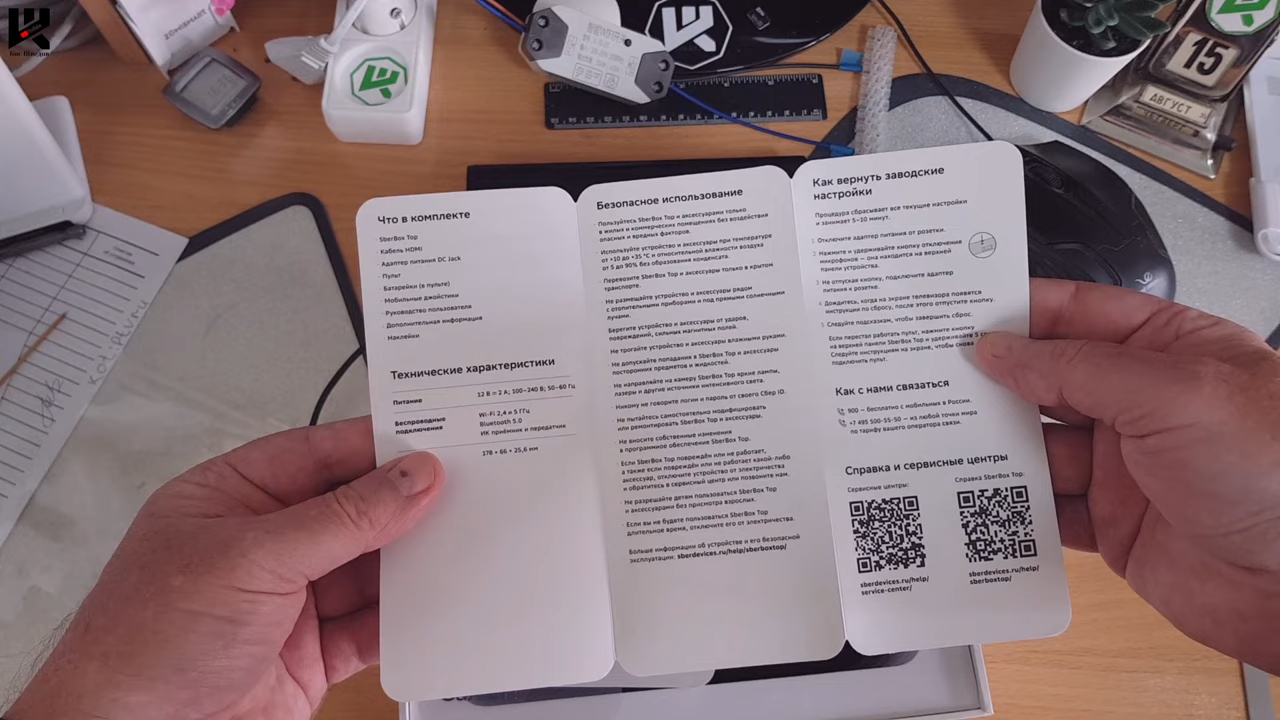 ZONISMART
15
АВГУСТ
ЧЕТВЕРГ
Что в комплекте
SberBox Top
Кабель HDMI
Адаптер питания DC Jack
Пульт
Батарейки (в пульте)
Мобильные джойстики
Руководство пользователя
Дополнительная информация
Наклейки
Технические характеристики
Питание
12 В = 2 А; 100–240 В; 50–60 Гц
Беспроводные
подключения
Wi-Fi 2,4 и 5 ГГц
Bluetooth 5.0
ИК приёмник и передатчик
178 • 66 • 25,6 мм
Безопасное использование
Пользуйтесь SberBox Top и аксессуарами только
в жилых и коммерческих помещениях без воздействия
опасных и вредных факторов.
Используйте устройство и аксессуары при температуре
от +10 до +35 °C и относительной влажности воздуха
от 5 до 90% без образования конденсата.
Перевозите SberBox Top и аксессуары только в крытом
транспорте.
Не размещайте устройство и аксессуары рядом
с отопительными приборами и под прямыми солнечными
лучами.
Берегите устройство и аксессуары от ударов,
повреждений, сильных магнитных полей.
Не трогайте устройство и аксессуары влажными руками.
Не допускайте попадания в SberBox Top и аксессуары
посторонних предметов и жидкостей.
Не направляйте на камеру SberBox Top яркие лампы,
лазеры и другие источники интенсивного света.
Никому не говорите логин и пароль от своего Сбер ID.
Не пытайтесь самостоятельно модифицировать
или ремонтировать SberBox Top и аксессуары.
Не вносите собственные изменения
в программное обеспечение SberBox Top.
Если SberBox Top повреждён или не работает,
а также если повреждён или не работает какой-либо
аксессуар, отключите устройство от электричества
и обратитесь в сервисный центр или позвоните нам.
Не разрешайте детям пользоваться SberBox Top
и аксессуарами без присмотра взрослых.
Если вы не будете пользоваться SberBox Top
длительное время, отключите его от электричества.
Больше информации об устройстве и его безопасной
эксплуатации: sberdevices.ru/help/sberboxtop/
Как вернуть заводские
настройки
Процедура сбрасывает все текущие настройки
и занимает 5–10 минут.
1 Отключите адаптер питания от розетки.
2 Нажмите и удерживайте кнопку отключения
микрофонов — она находится на верхней
панели устройства.
3 Не отпуская кнопку, подключите адаптер
питания к розетке.
4 Дождитесь, когда на экране телевизора появятся
инструкции по сбросу, после этого отпустите кнопку.
5 Следуйте подсказкам, чтобы завершить сброс.
Если перестал работать пульт, нажмите кнопку
на верхней панели SberBox Top и удерживайте 5
Следуйте инструкциям на экране, чтобы снова
подключить пульт.
Как с нами связаться
900 — бесплатно с мобильных в России.
+7 495 500-55-50 — из любой точки мира
по тарифу вашего оператора связи.
Справка и сервисные центры
Сервисные центры:
Справка SberBox Top:
sberdevices.ru/help/
service-center/
sberdevices.ru/help/
sberboxtop/